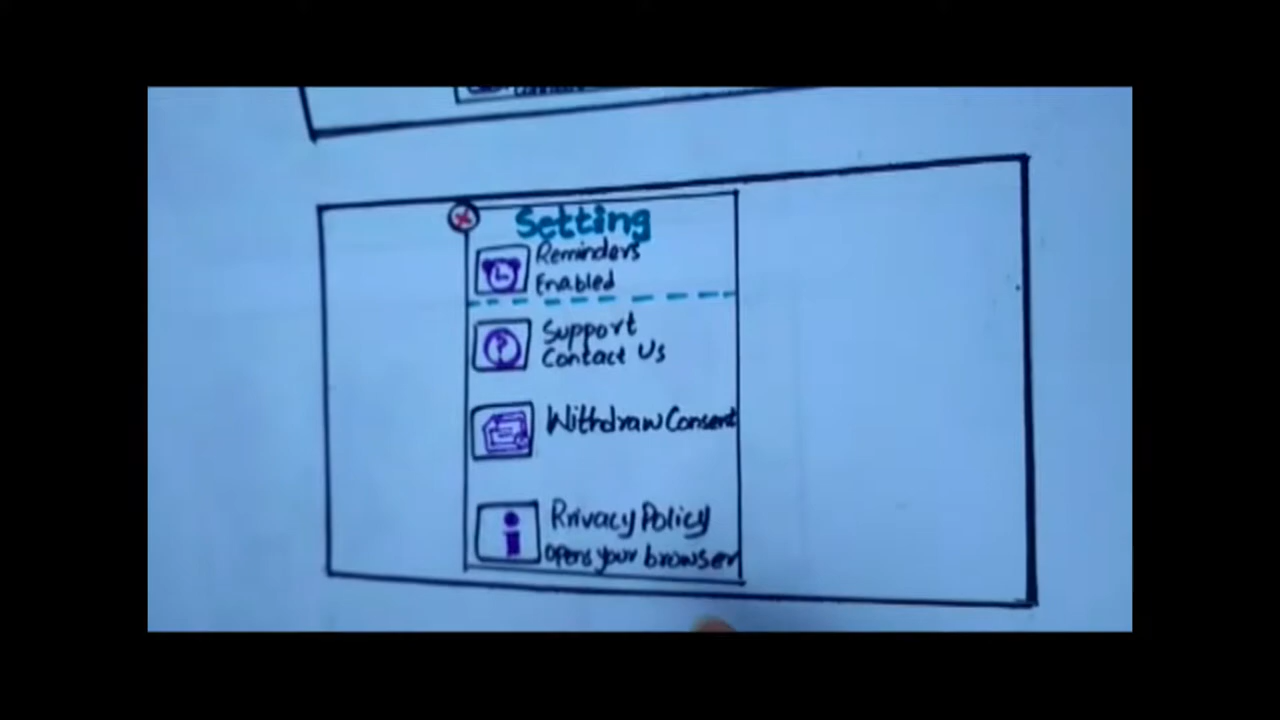 Setting
Reminders
Enabled
Support
Contact Us
Withdraw Consent
Privacy Policy
opens your browser